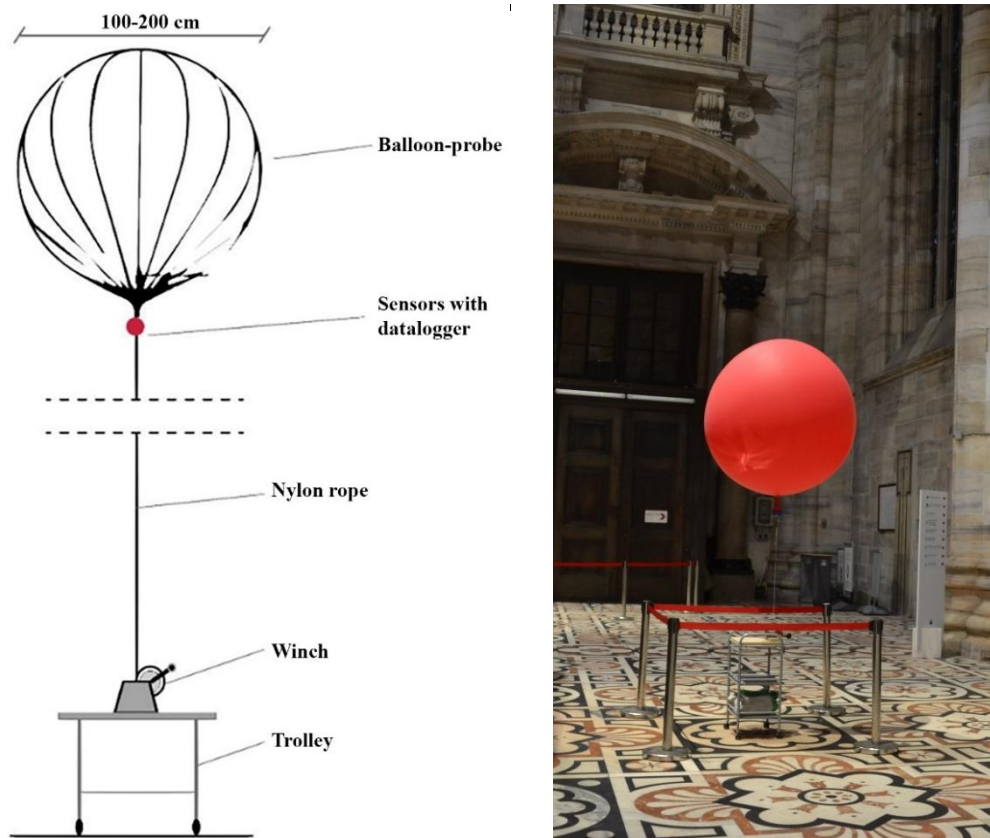 100-200 cm
Balloon-probe
Sensors with
datalogger
Nylon rope
Winch
Trolley